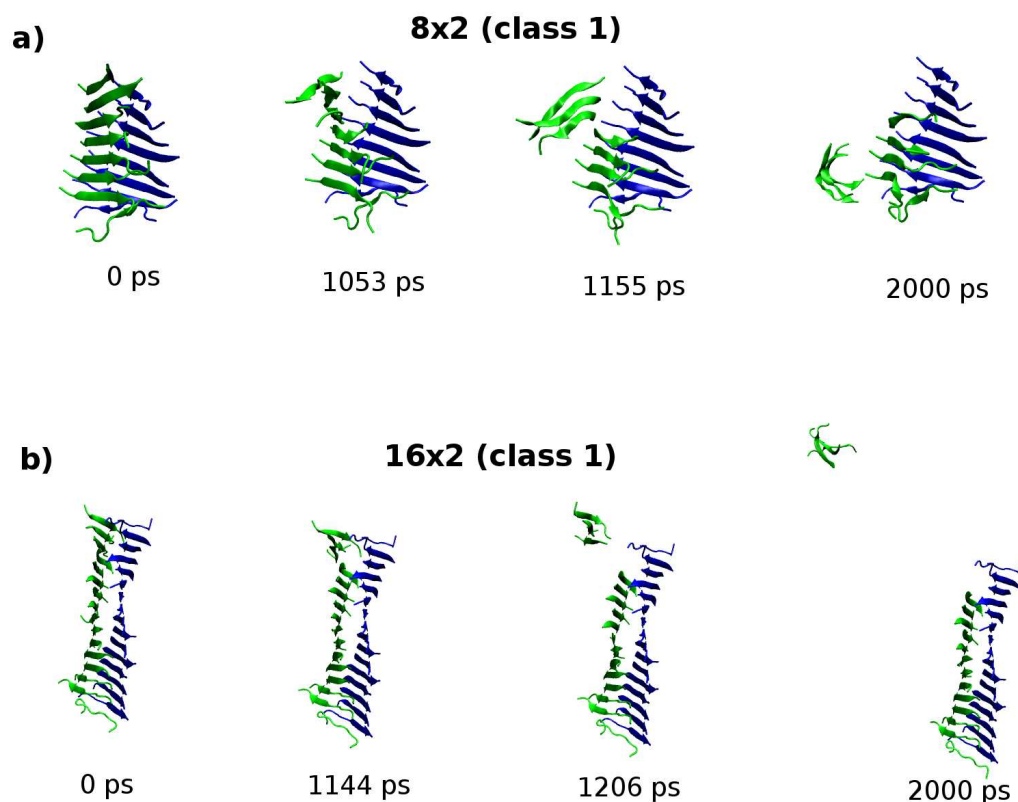 a)
8x2 (class 1)
0 ps
1053 ps
1155 ps
2000 ps
b)
16x2 (class 1)
0 ps
1144 ps
1206 ps
2000 ps